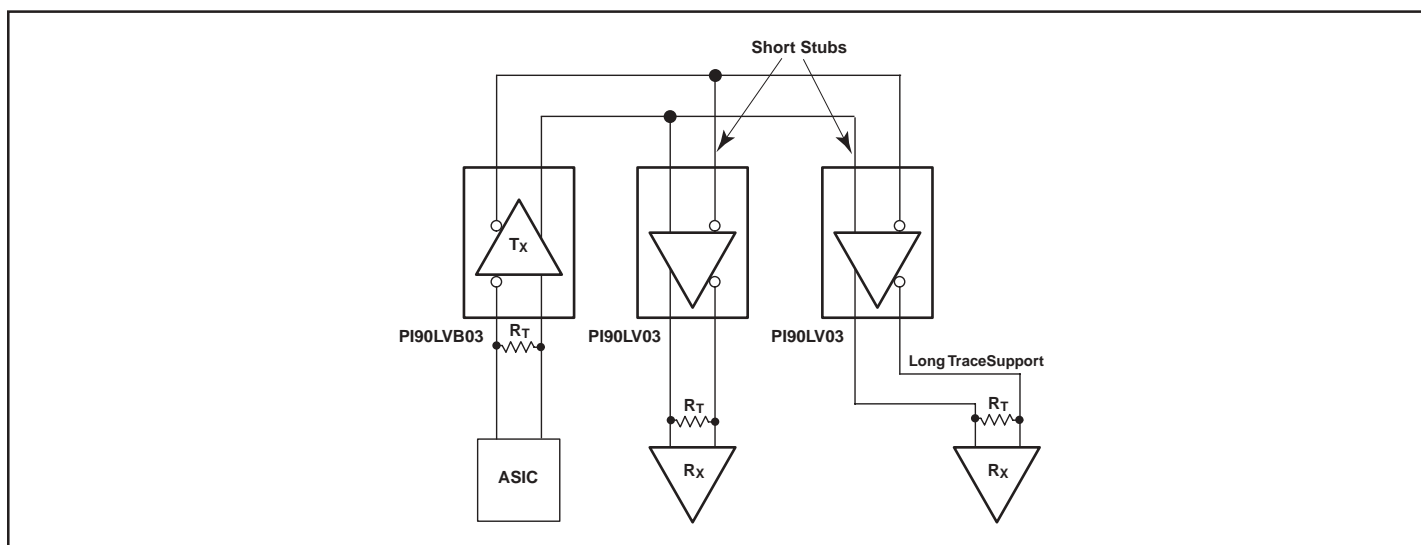 Short Stubs
TX
PI90LVB03
RT
PI90LV03
PI90LV03
Long TraceSupport
RT
RT
ASIC
RX
RX